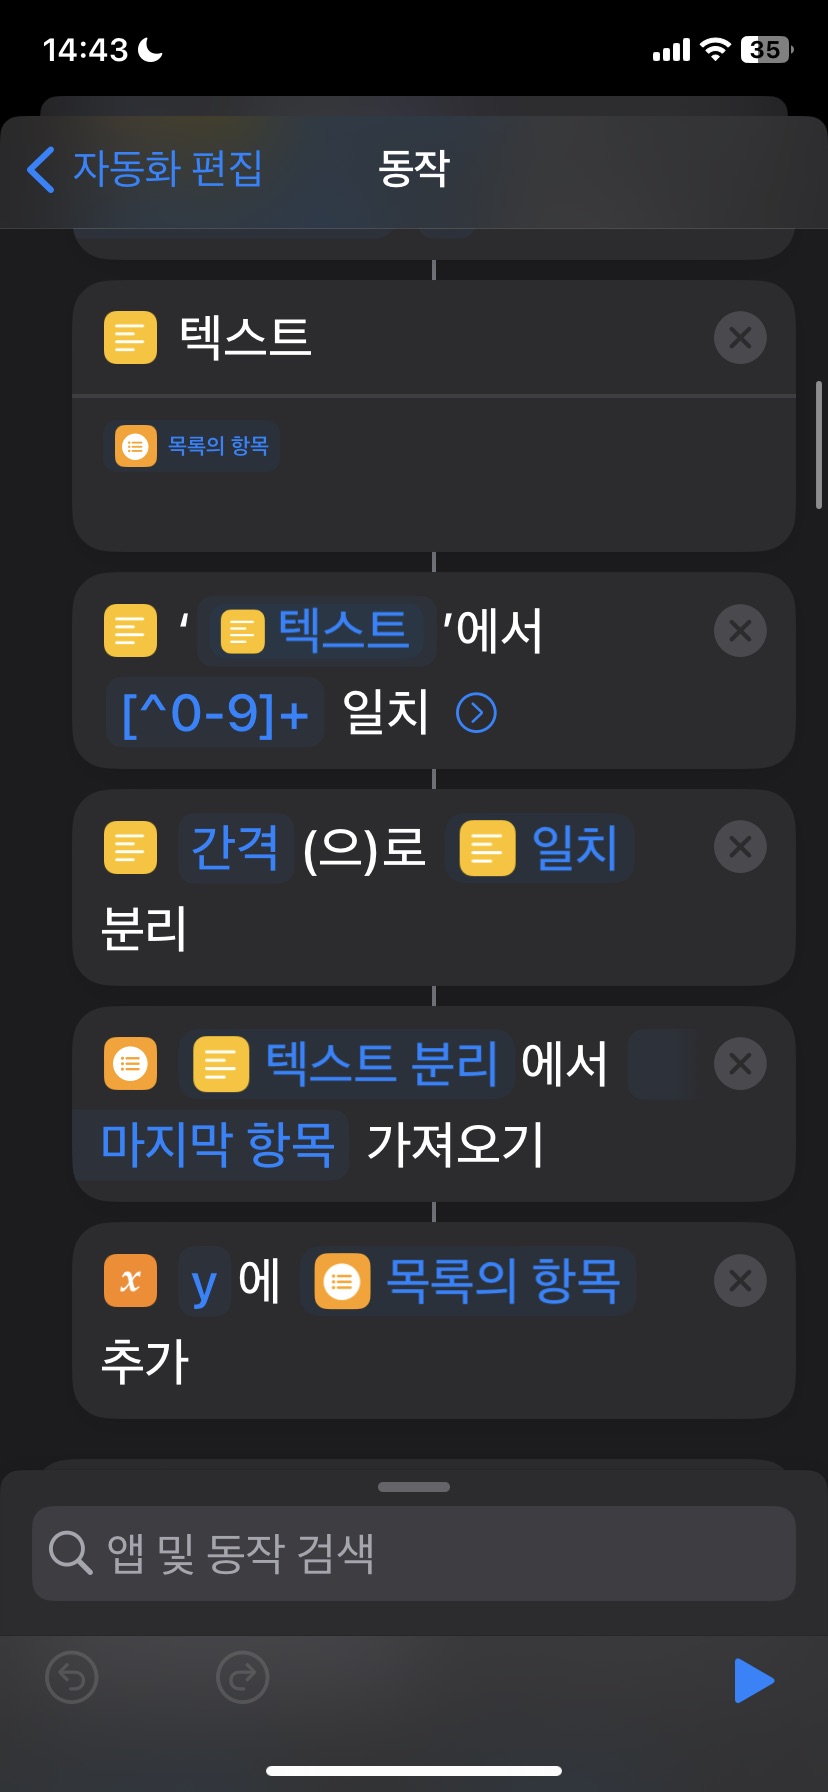 14:43
35
자동화 편집
동작
텍스트
목록의 항목
‘ 텍스트 ’에서
[^0-9]+ 일치
간격 (으)로 일치
분리
텍스트 분리 에서
마지막 항목 가져오기
x y 에 목록의 항목
추가
앱 및 동작 검색